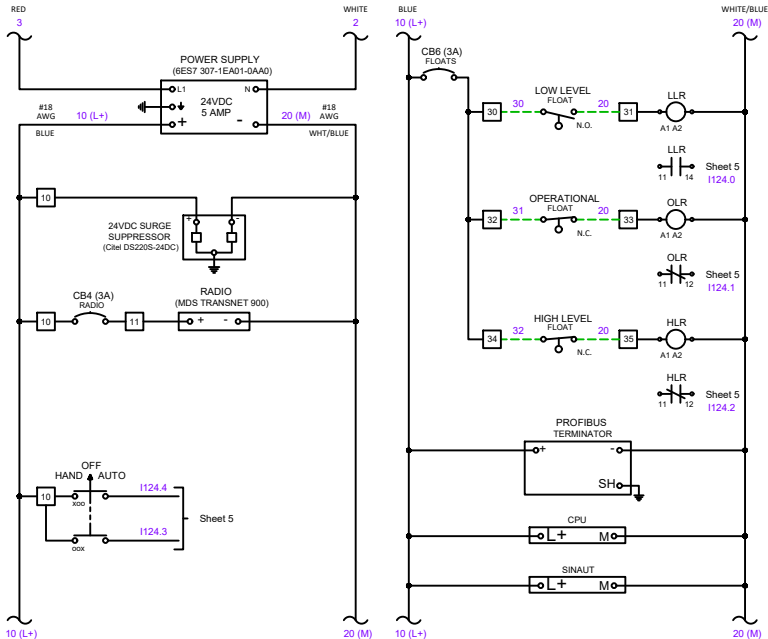 RED
3
WHITE
2
POWER SUPPLY
(6ES7 307-1EA01-0AA0)
L1
N
24VDC
5 AMP
+
-
#18
AWG
10 (L+)
BLUE
20 (M)
#18
AWG
WHT/BLUE
10
+
-
24VDC SURGE
SUPPRESSOR
(Citel DS220S-24DC)
10
CB4 (3A)
RADIO
11
RADIO
(MDS TRANSNET 900)
+ -
OFF
HAND AUTO
10
xoo
I124.4
oox
I124.3
Sheet 5
10 (L+)
20 (M)
BLUE
10 (L+)
WHITE/BLUE
20 (M)
CB6 (3A)
FLOATS
LOW LEVEL
FLOAT
30
30
20
31
N.O.
LLR
A1 A2
LLR
11 14
Sheet 5
I124.0
OPERATIONAL
FLOAT
32
31
20
33
N.C.
OLR
A1 A2
OLR
11 12
Sheet 5
I124.1
HIGH LEVEL
FLOAT
34
32
20
35
N.C.
HLR
A1 A2
HLR
11 12
Sheet 5
I124.2
PROFIBUS
TERMINATOR
+
-
SH
CPU
L+ M
SINAUT
L+ M
10 (L+)
20 (M)